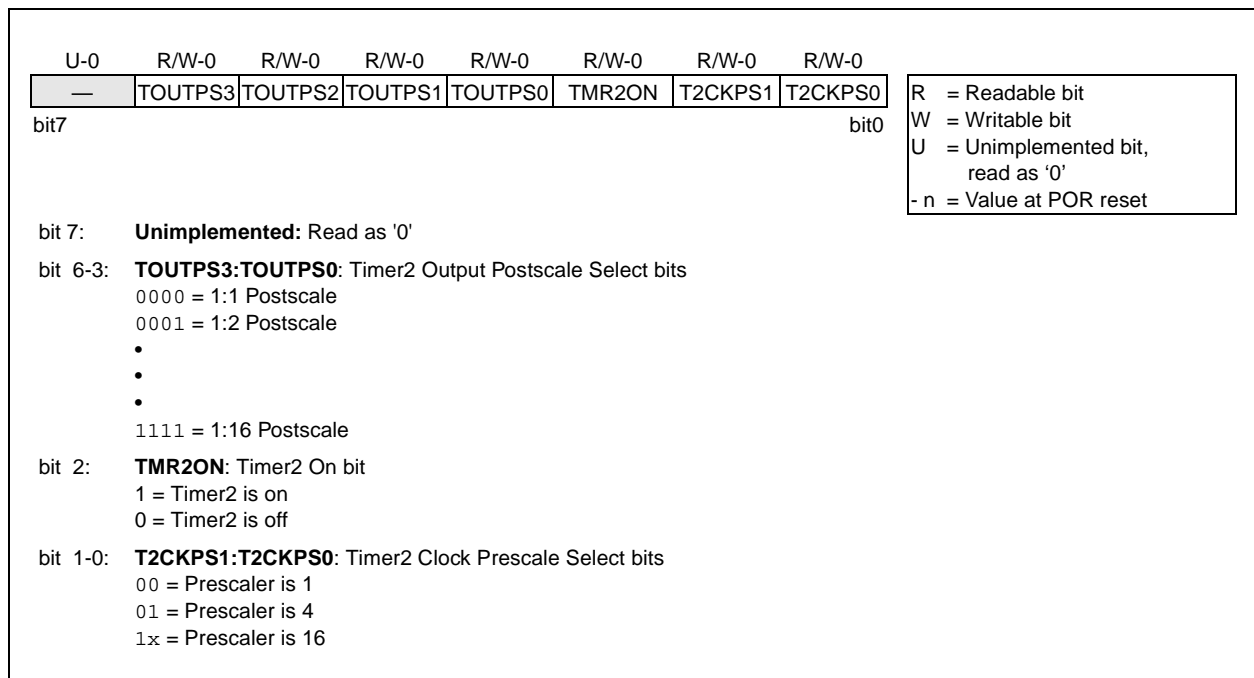 U-0 R/W-0 R/W-0 R/W-0 R/W-0 R/W-0 R/W-0 R/W-0
— TOUTPS3 TOUTPS2 TOUTPS1 TOUTPS0 TMR2ON T2CKPS1 T2CKPS0
bit7 bit0
R = Readable bit
W = Writable bit
U = Unimplemented bit,
read as ‘0’
- n = Value at POR reset
bit 7: Unimplemented: Read as '0'
bit 6-3: TOUTPS3:TOUTPS0: Timer2 Output Postscale Select bits
0000 = 1:1 Postscale
0001 = 1:2 Postscale
•
•
•
1111 = 1:16 Postscale
bit 2: TMR2ON: Timer2 On bit
1 = Timer2 is on
0 = Timer2 is off
bit 1-0: T2CKPS1:T2CKPS0: Timer2 Clock Prescale Select bits
00 = Prescaler is 1
01 = Prescaler is 4
1x = Prescaler is 16